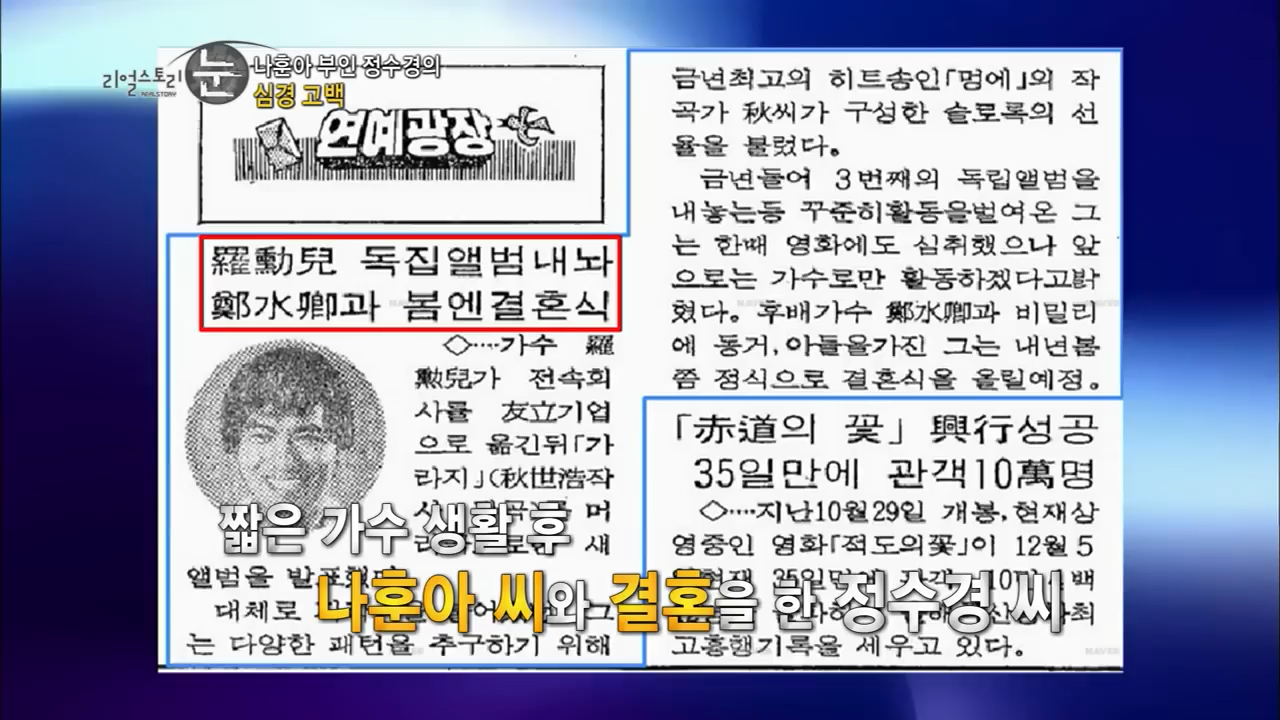 리얼스토리
REALSTORY
눈
나훈아 부인 정수경의
심경 고백
연예광장
羅勳兒 독집앨범내놔
鄭水卿과 봄엔결혼식
◇‥‥가수 羅
勳兒가 전속회
사를 友立기업
으로 옮긴뒤「가
라지」(秋世浩작
머
새
앨범을
대체로
그
는 다양한 패턴을 추구하기 위해
금년최고의 히트송인「멍에」의 작
곡가 秋씨가 구성한 슬로록의 선
율을 불렀다.
금년들어 3번째의 독립앨범을
내놓는등 꾸준히활동을벌여온 그
는 한때 영화에도 심취했으나 앞
으로는 가수로만 활동하겠다고밝
혔다. 후배가수 鄭水卿과 비밀리
에 동거,아들을가진 그는 내년봄
쯤 정식으로 결혼식을 올릴예정.
「赤道의 꽃」 興行성공
35일만에 관객10萬명
◇‥‥지난10월29일 개봉,현재상
영중인 영화「적도의꽃」이 12월5
최
고흥행기록을 세우고 있다.
NAVER
짧은 가수 생활 후
나훈아 씨와 결혼을 한 정수경 씨